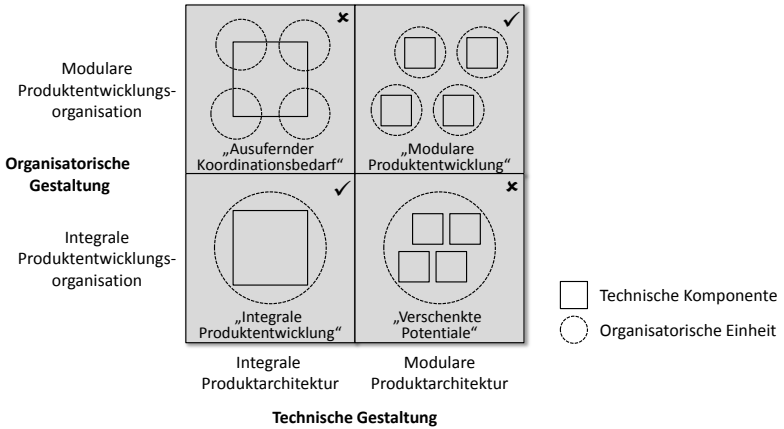 ✘
✓
Modulare
Produktentwicklungs-
organisation
„Ausufernder
Koordinationsbedarf“
„Modulare
Produktentwicklung“
Organisatorische
Gestaltung
✓
✘
Integrale
Produktentwicklungs-
organisation
„Integrale
Produktentwicklung“
„Verschenkte
Potentiale“
Technische Komponente
Organisatorische Einheit
Integrale
Produktarchitektur
Modulare
Produktarchitektur
Technische Gestaltung